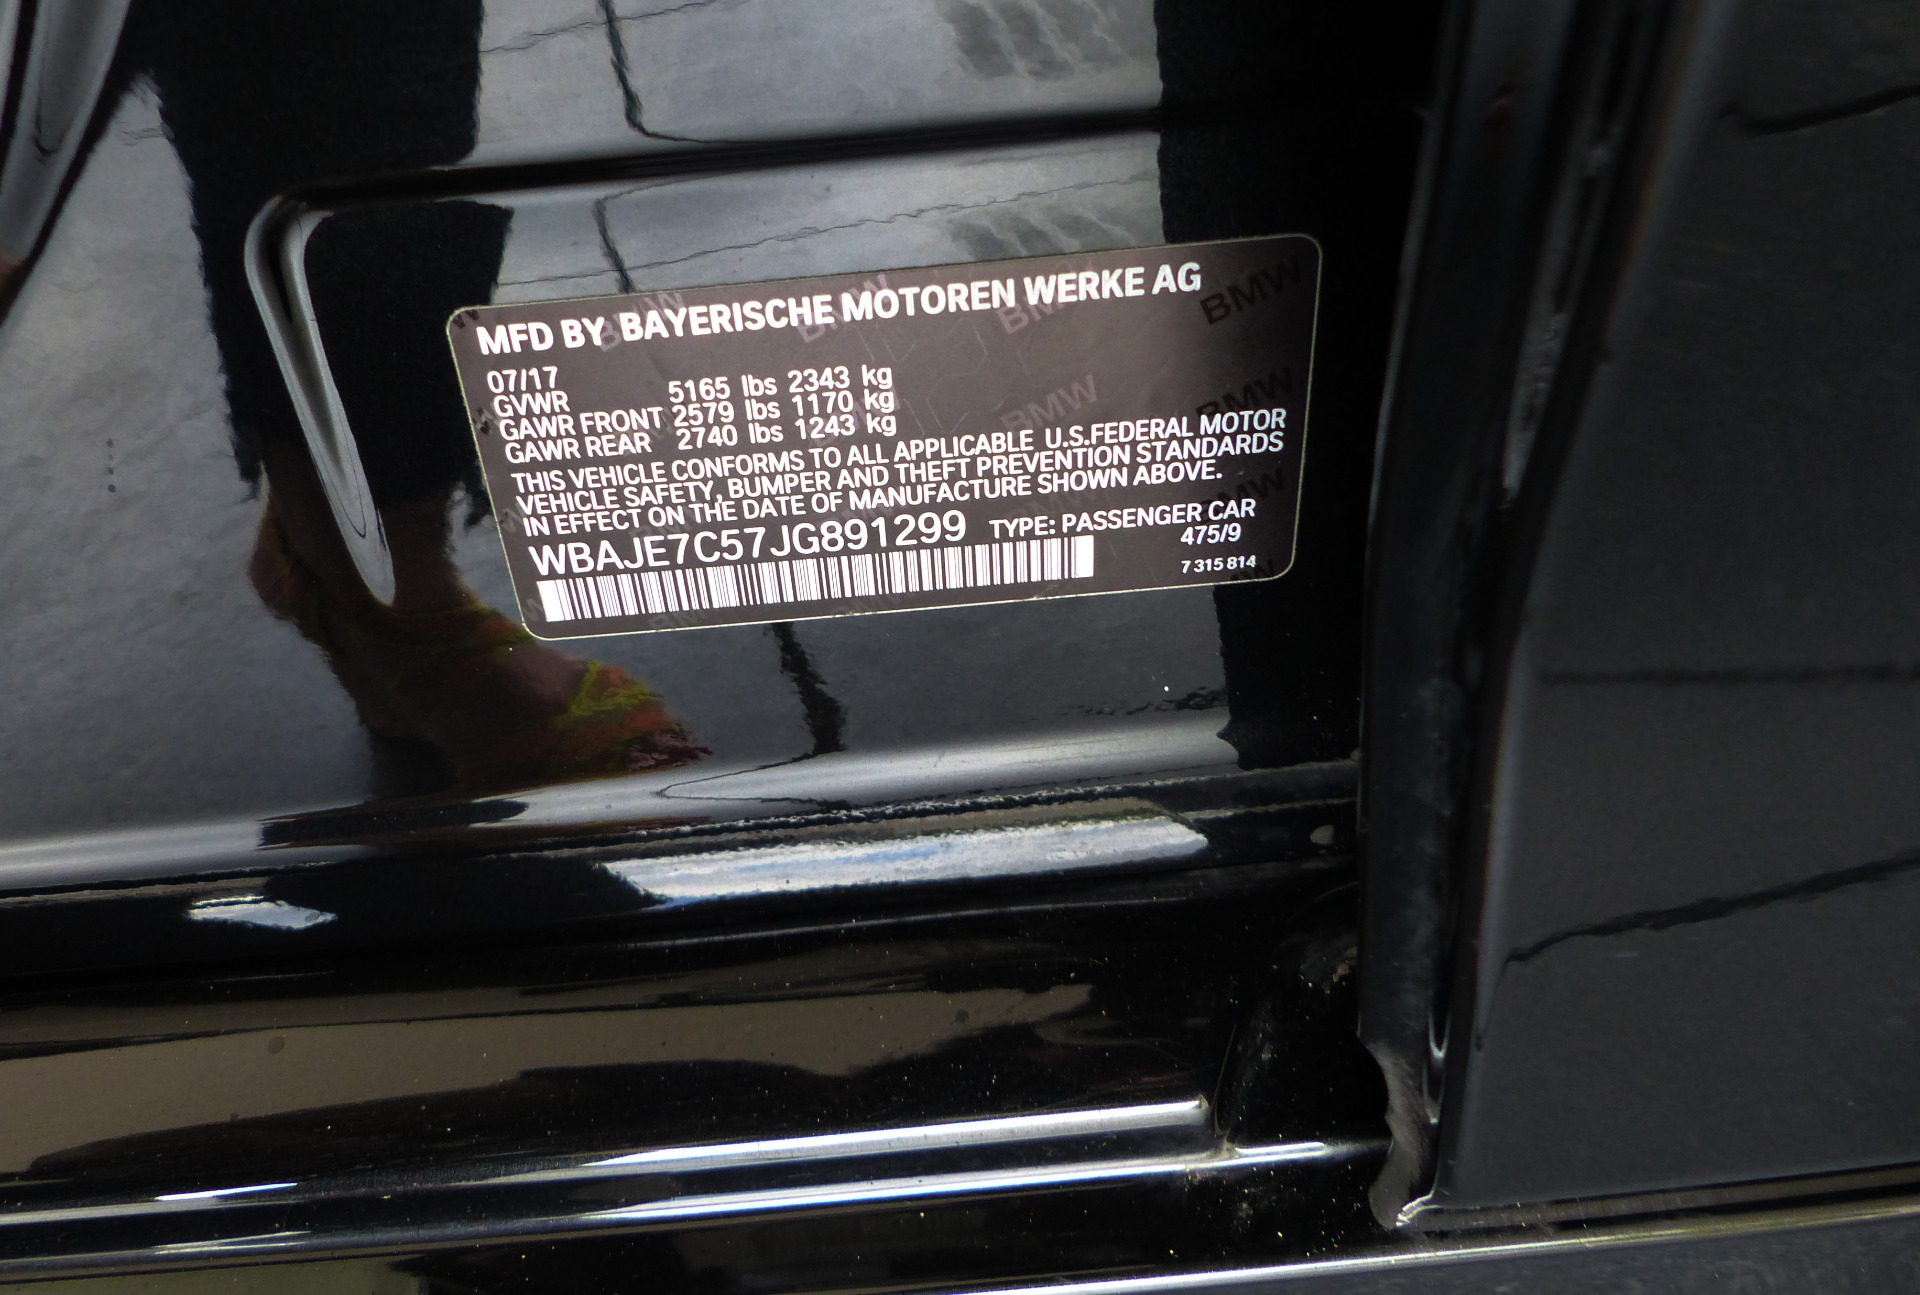 MFD BY BAYERISCHE MOTOREN WERKE AG
07/17
GVWR 5165 lbs 2343 kg
GAWR FRONT 2579 lbs 1170 kg
GAWR REAR 2740 lbs 1243 kg
THIS VEHICLE CONFORMS TO ALL APPLICABLE U.S.FEDERAL MOTOR
VEHICLE SAFETY, BUMPER AND THEFT PREVENTION STANDARDS
IN EFFECT ON THE DATE OF MANUFACTURE SHOWN ABOVE.
WBAJE7C57JG891299 TYPE: PASSENGER CAR
475/9
7 315 814